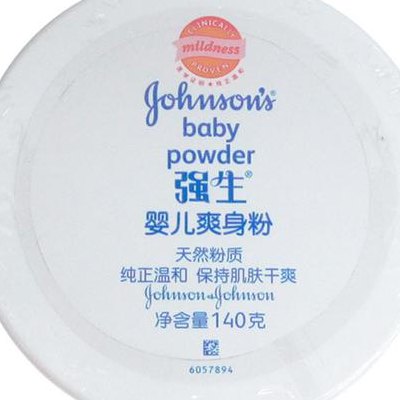 CLINICALLY
mildness
PROVEN
Johnson's®
baby
powder
强生®
婴儿爽身粉
天然粉质
纯正温和 保持肌肤干爽
Johnson & Johnson
净含量140克
6057894